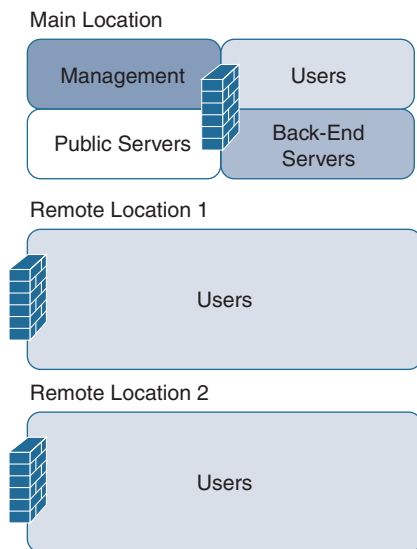 Main Location
Management
Users
Public Servers
Back-End
Servers
Remote Location 1
Users
Remote Location 2
Users